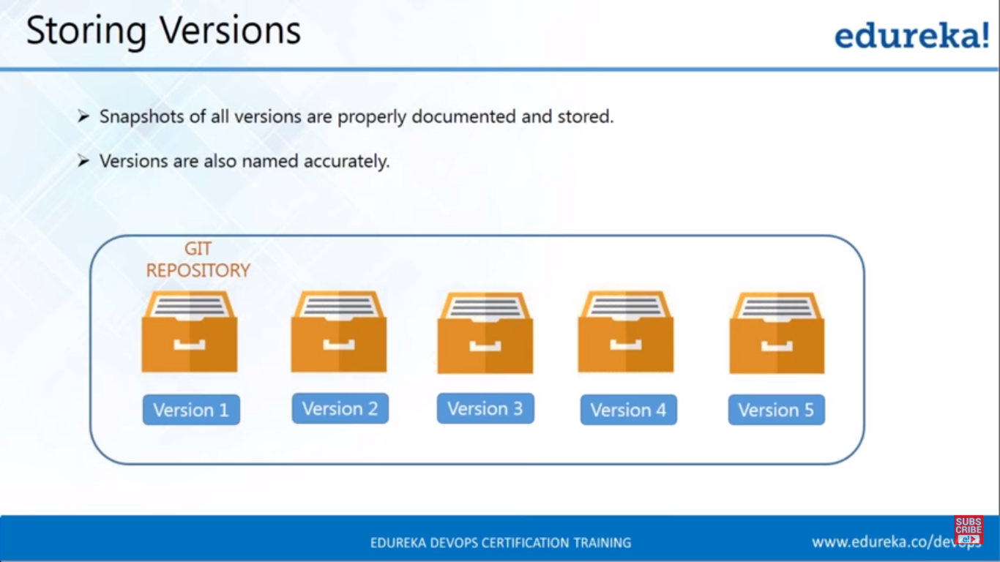 Storing Versions
edureka!
➢ Snapshots of all versions are properly documented and stored.
➢ Versions are also named accurately.
GIT
REPOSITORY
Version 1
Version 2
Version 3
Version 4
Version 5
EDUREKA DEVOPS CERTIFICATION TRAINING
www.edureka.co/devops
SUBS
CRIBE
e!